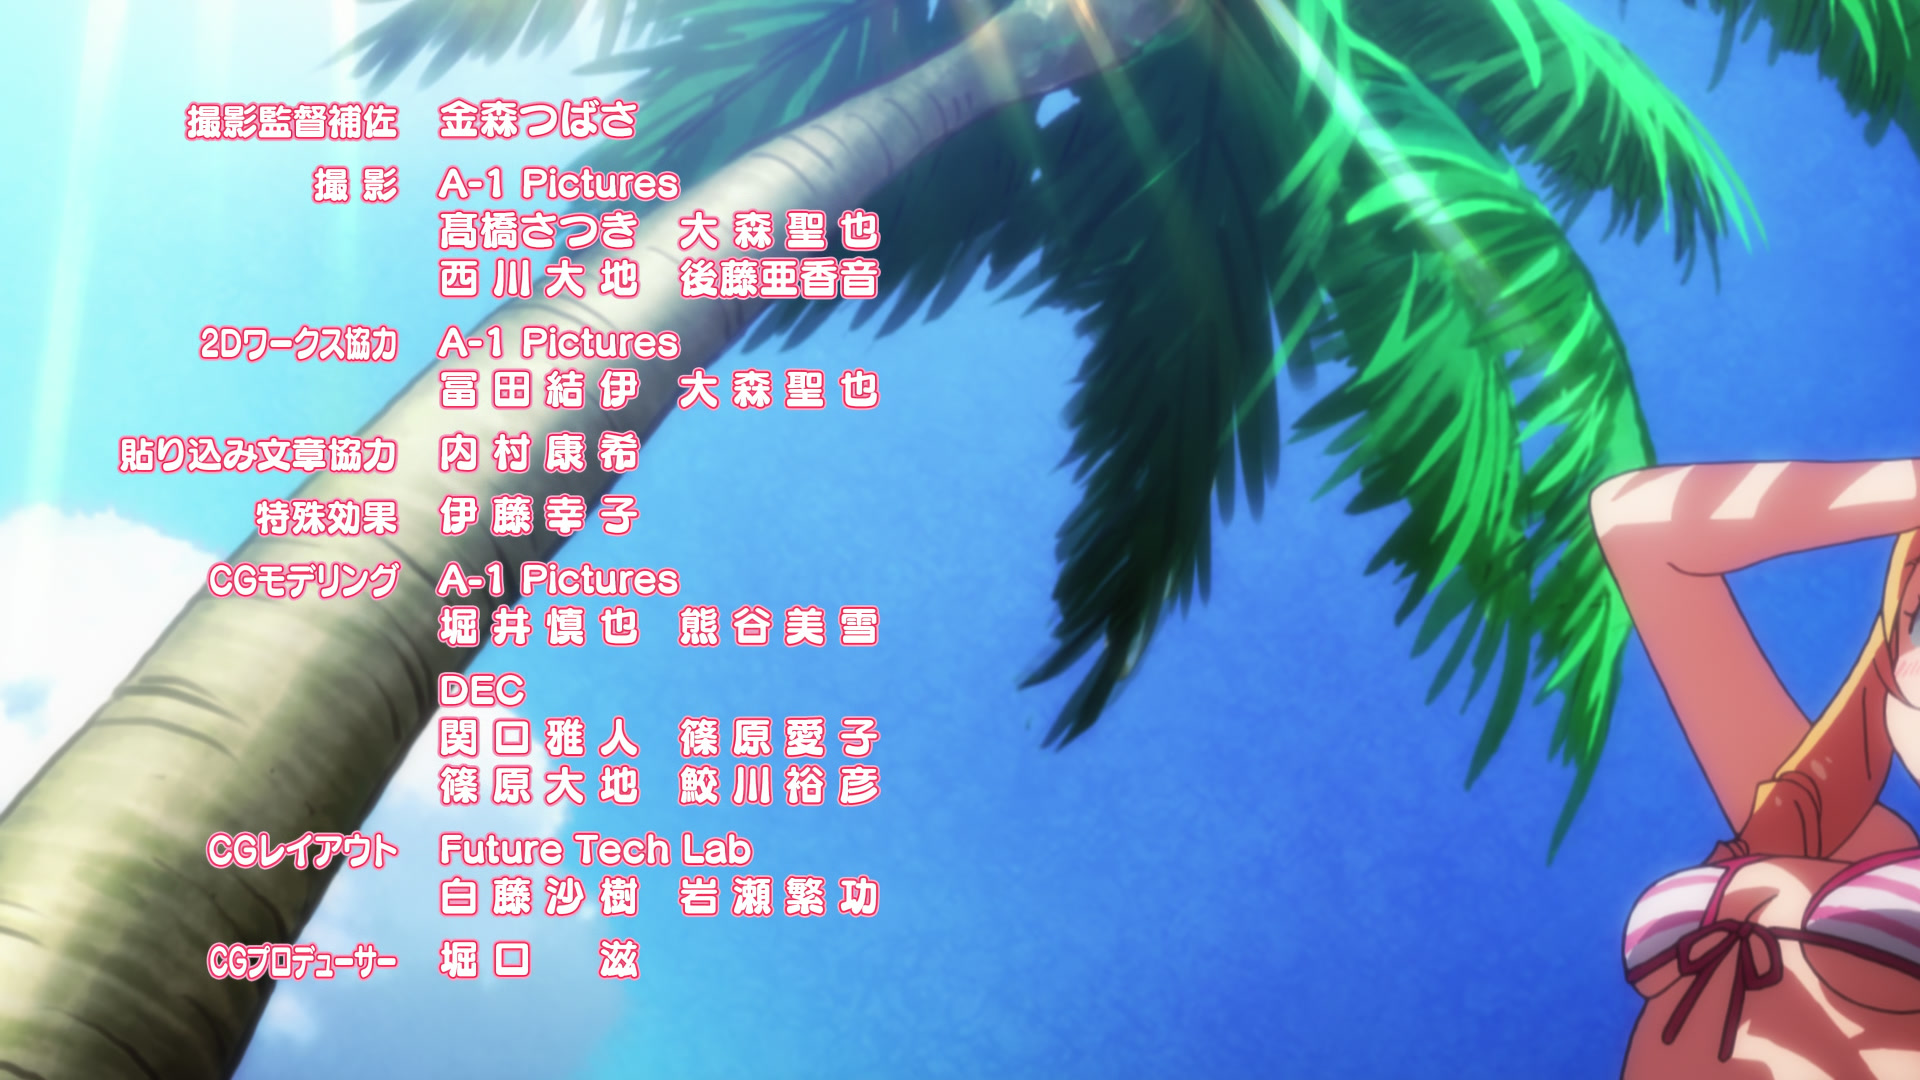 撮影監督補佐 金森つばさ
撮影 A-1 Pictures
髙橋さつき 大森聖也
西川大地 後藤亜香音
2Dワークス協力 A-1 Pictures
冨田結伊 大森聖也
貼り込み文章協力 内村康希
特殊効果 伊藤幸子
CGモデリング A-1 Pictures
堀井慎也 熊谷美雪
DEC
関口雅人 篠原愛子
篠原大地 鮫川裕彦
CGレイアウト Future Tech Lab
白藤沙樹 岩瀬繁功
CGプロデューサー 堀口 滋